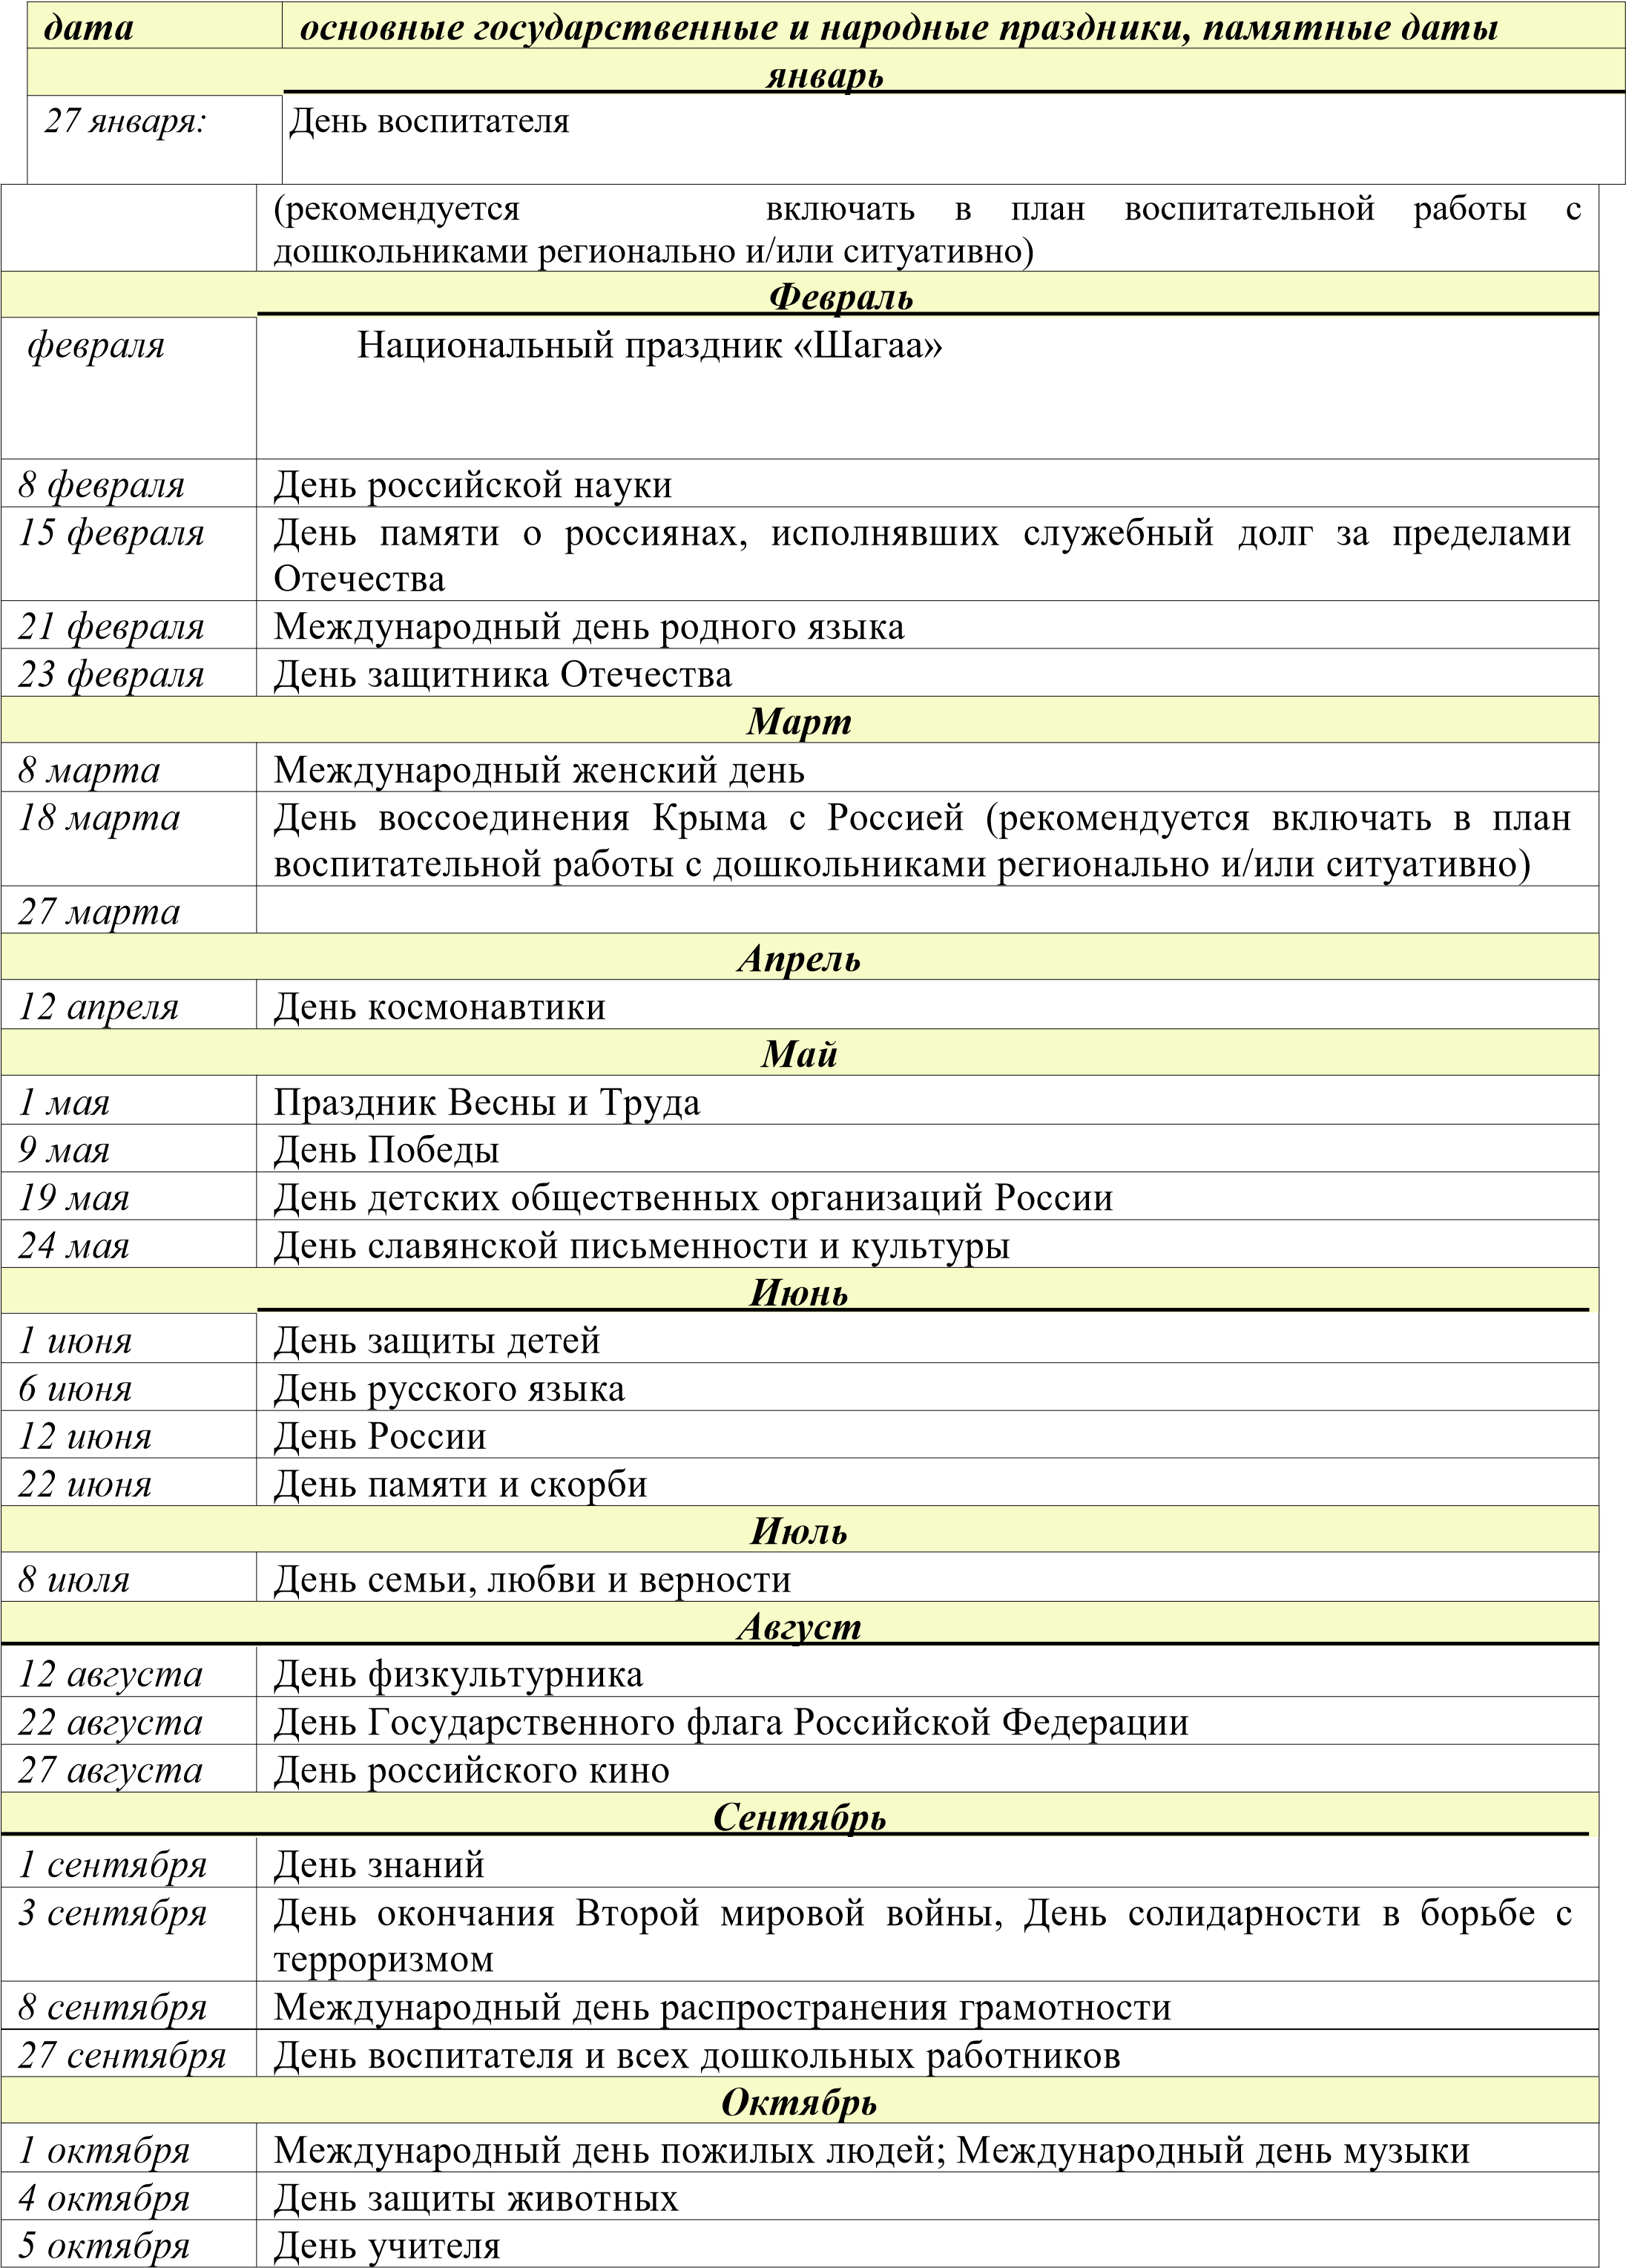 дата основные государственные и народные праздники, памятные даты
январь
27 января: День воспитателя
(рекомендуется включать в план воспитательной работы с
дошкольниками регионально и/или ситуативно)
Февраль
февраля Национальный праздник «Шагаа»
8 февраля День российской науки
15 февраля День памяти о россиянах, исполнявших служебный долг за пределами
Отечества
21 февраля Международный день родного языка
23 февраля День защитника Отечества
Март
8 марта Международный женский день
18 марта День воссоединения Крыма с Россией (рекомендуется включать в план
воспитательной работы с дошкольниками регионально и/или ситуативно)
27 марта
Апрель
12 апреля День космонавтики
Май
1 мая Праздник Весны и Труда
9 мая День Победы
19 мая День детских общественных организаций России
24 мая День славянской письменности и культуры
Июнь
1 июня День защиты детей
6 июня День русского языка
12 июня День России
22 июня День памяти и скорби
Июль
8 июля День семьи, любви и верности
Август
12 августа День физкультурника
22 августа День Государственного флага Российской Федерации
27 августа День российского кино
Сентябрь
1 сентября День знаний
3 сентября День окончания Второй мировой войны, День солидарности в борьбе с
терроризмом
8 сентября Международный день распространения грамотности
27 сентября День воспитателя и всех дошкольных работников
Октябрь
1 октября Международный день пожилых людей; Международный день музыки
4 октября День защиты животных
5 октября День учителя